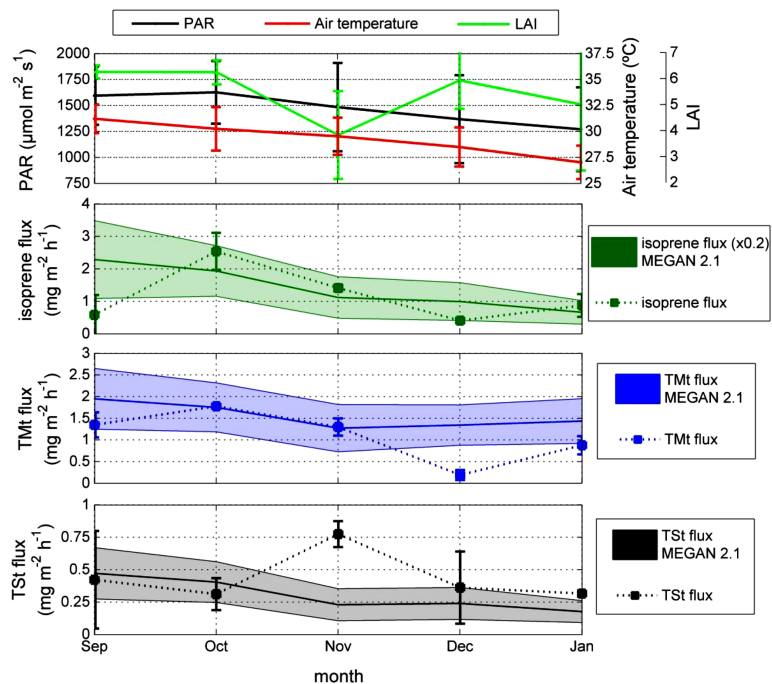 PAR
Air temperature
LAI
PAR (μmol m⁻² s)
2000
1750
1500
1250
1000
750
37.5
35
32.5
30
27.5
25
Air temperature (ºC)
7
6
5
4
3
2
LAI
isoprene flux
(mg m⁻² h⁻¹)
4
3
2
1
0
isoprene flux (x0.2)
MEGAN 2.1
isoprene flux
TMt flux
(mg m⁻² h⁻¹)
3
2.5
2
1.5
1
0.5
0
TMt flux
MEGAN 2.1
TMt flux
TSt flux
(mg m⁻² h⁻¹)
1
0.75
0.5
0.25
0
TSt flux
MEGAN 2.1
TSt flux
Sep
Oct
Nov
Dec
Jan
month